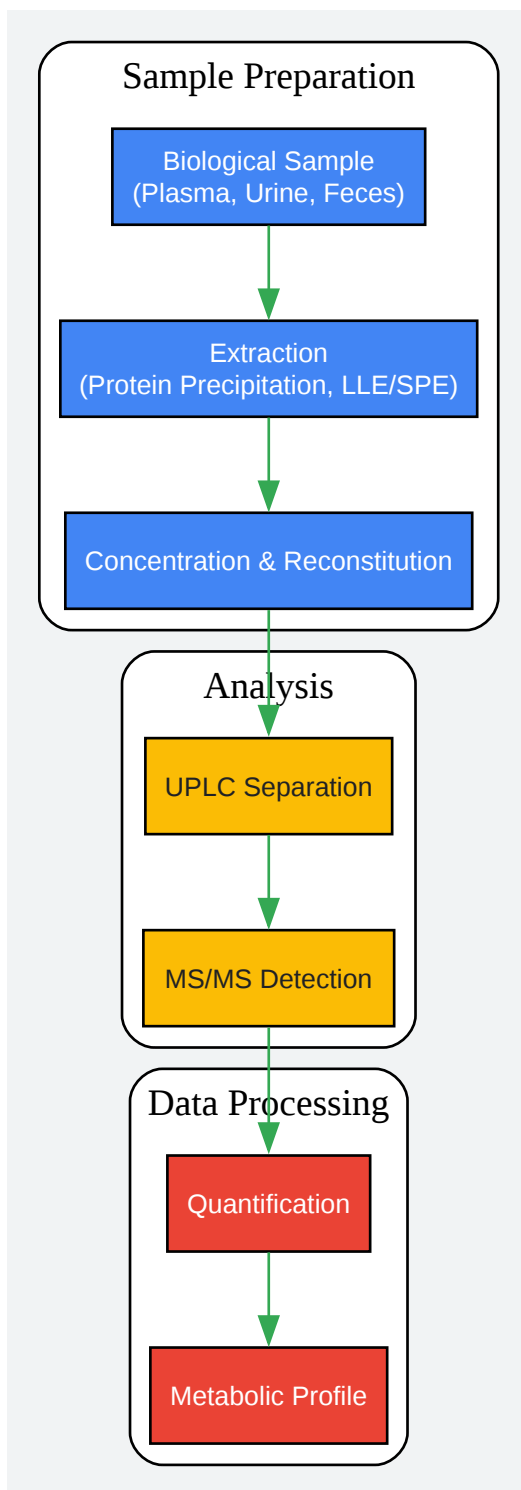 Sample Preparation
Biological Sample
(Plasma, Urine, Feces)
Extraction
(Protein Precipitation, LLE/SPE)
Concentration & Reconstitution
Analysis
UPLC Separation
MS/MS Detection
Data Processing
Quantification
Metabolic Profile